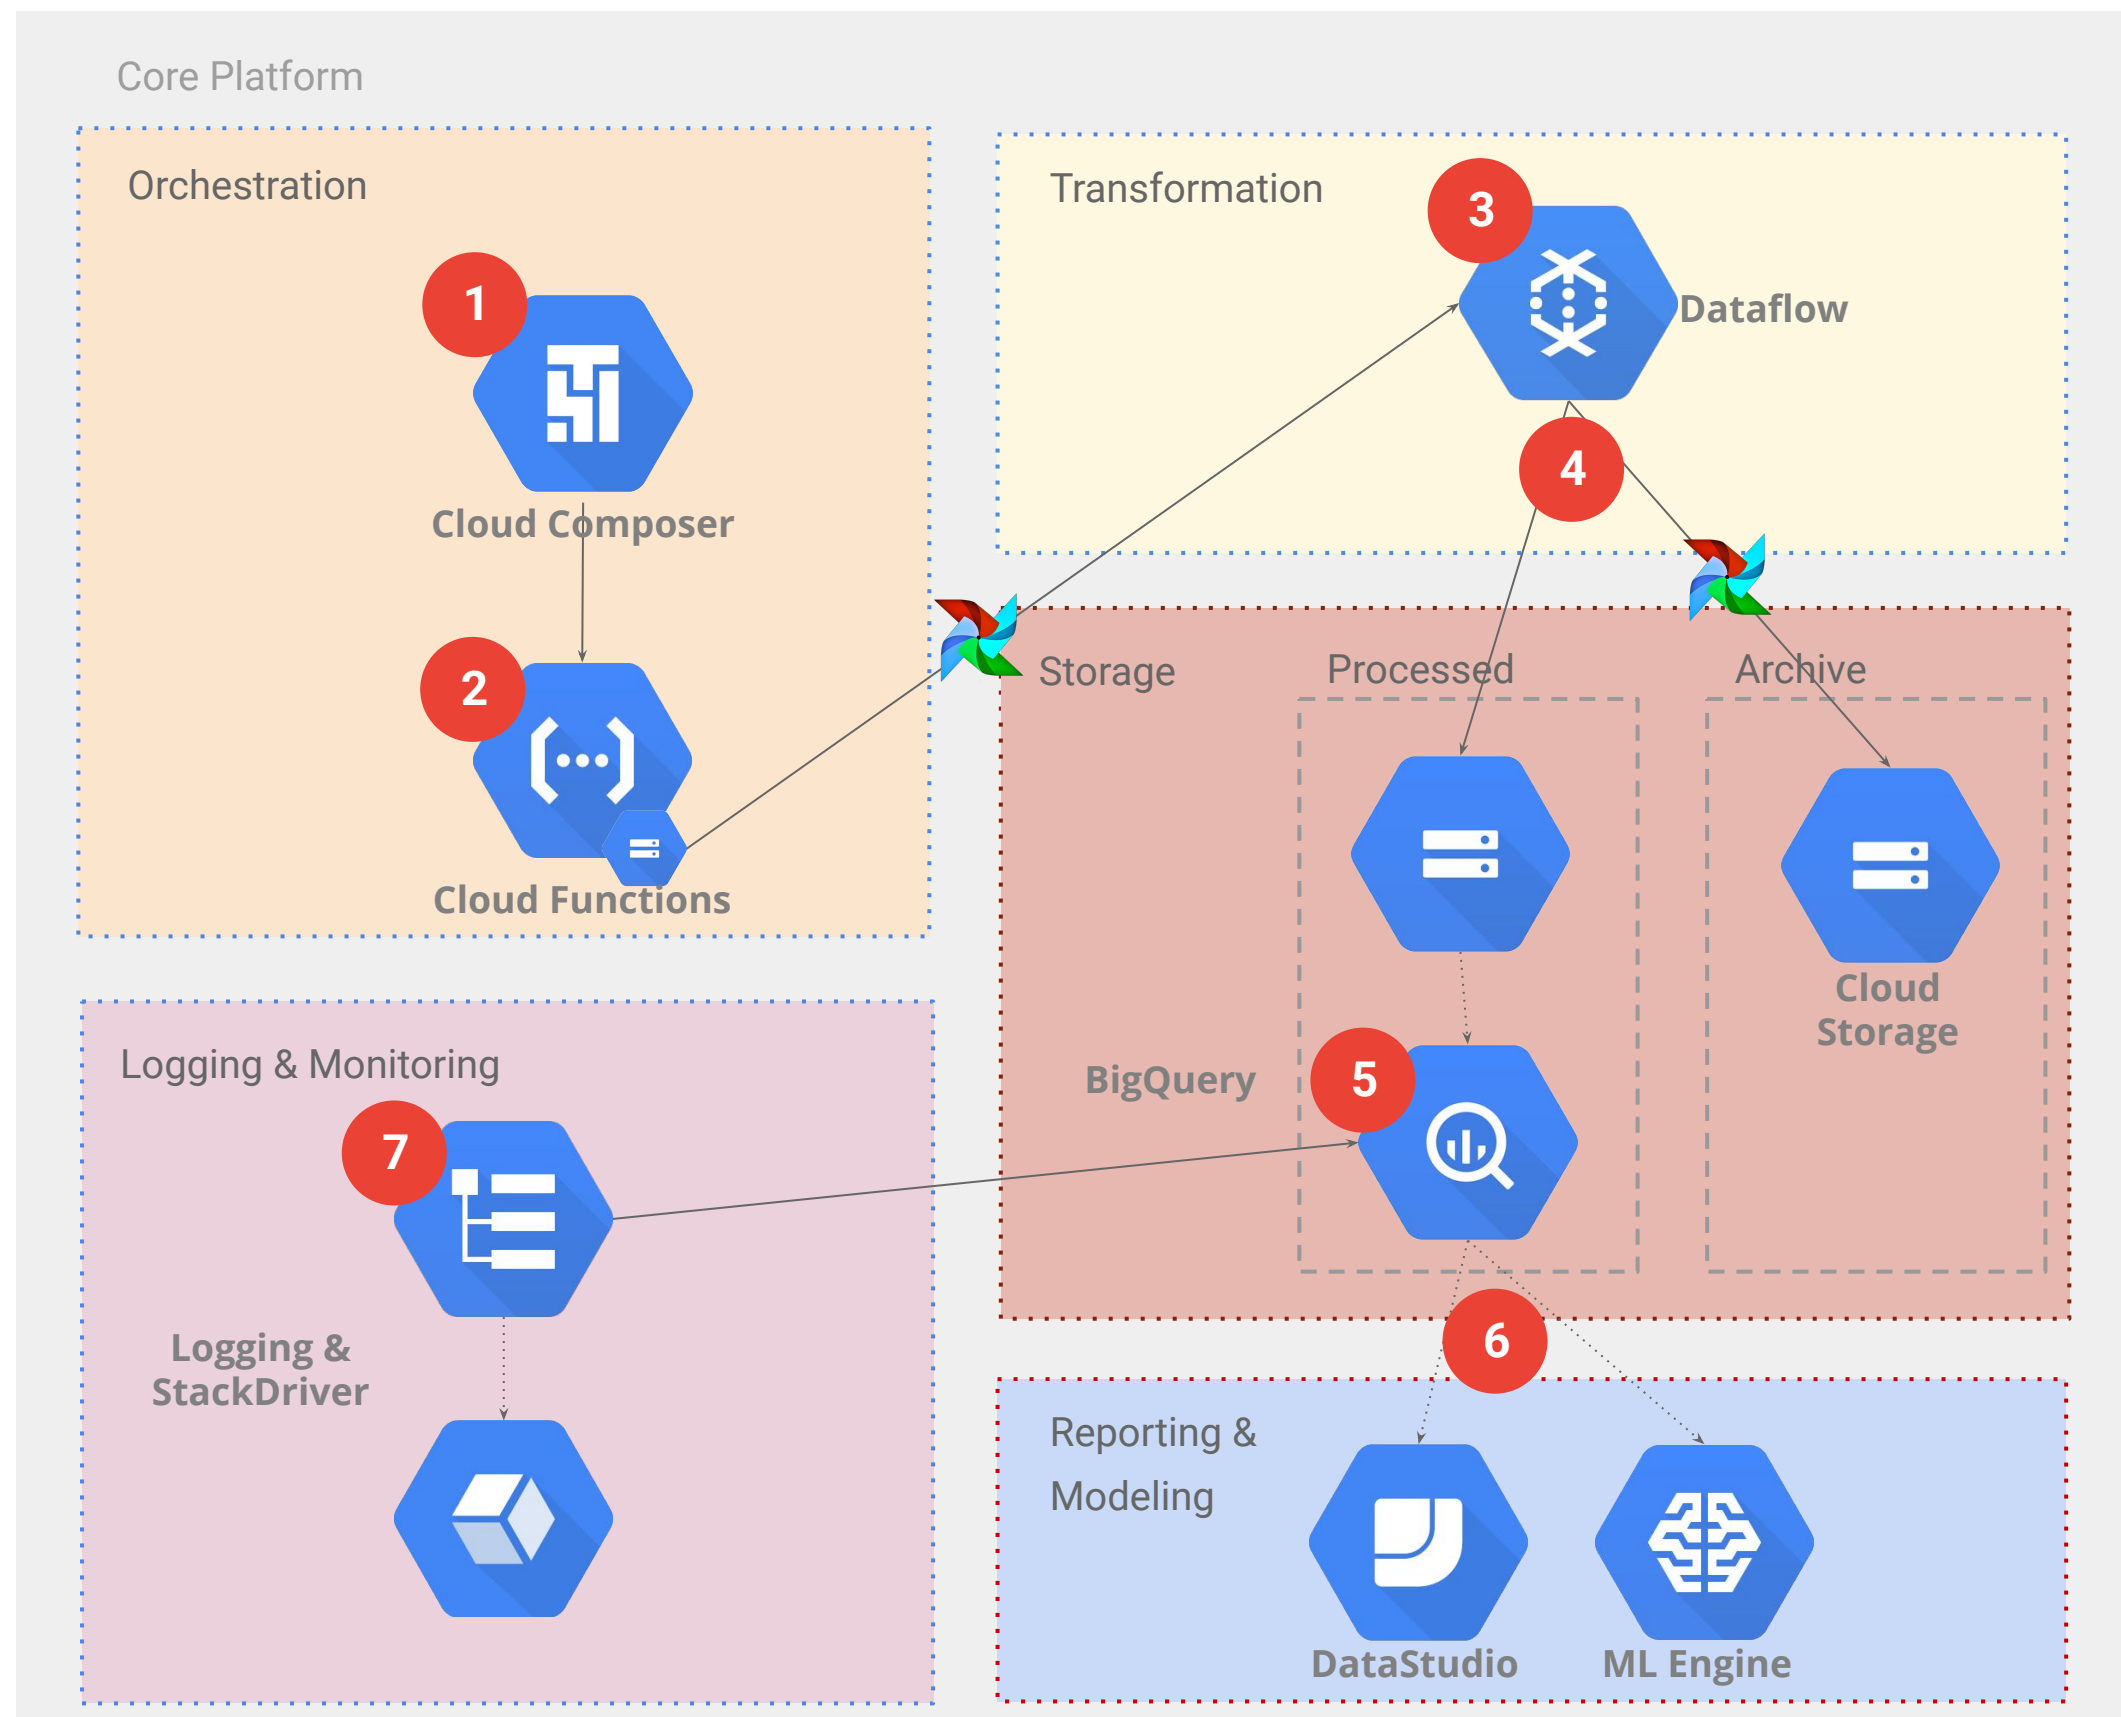 Core Platform
Orchestration
1
Cloud Composer
2
Cloud Functions
Transformation
3
Dataflow
4
Storage
Processed
Archive
Cloud
Storage
BigQuery
5
Logging & Monitoring
7
Logging &
StackDriver
6
Reporting &
Modeling
DataStudio
ML Engine